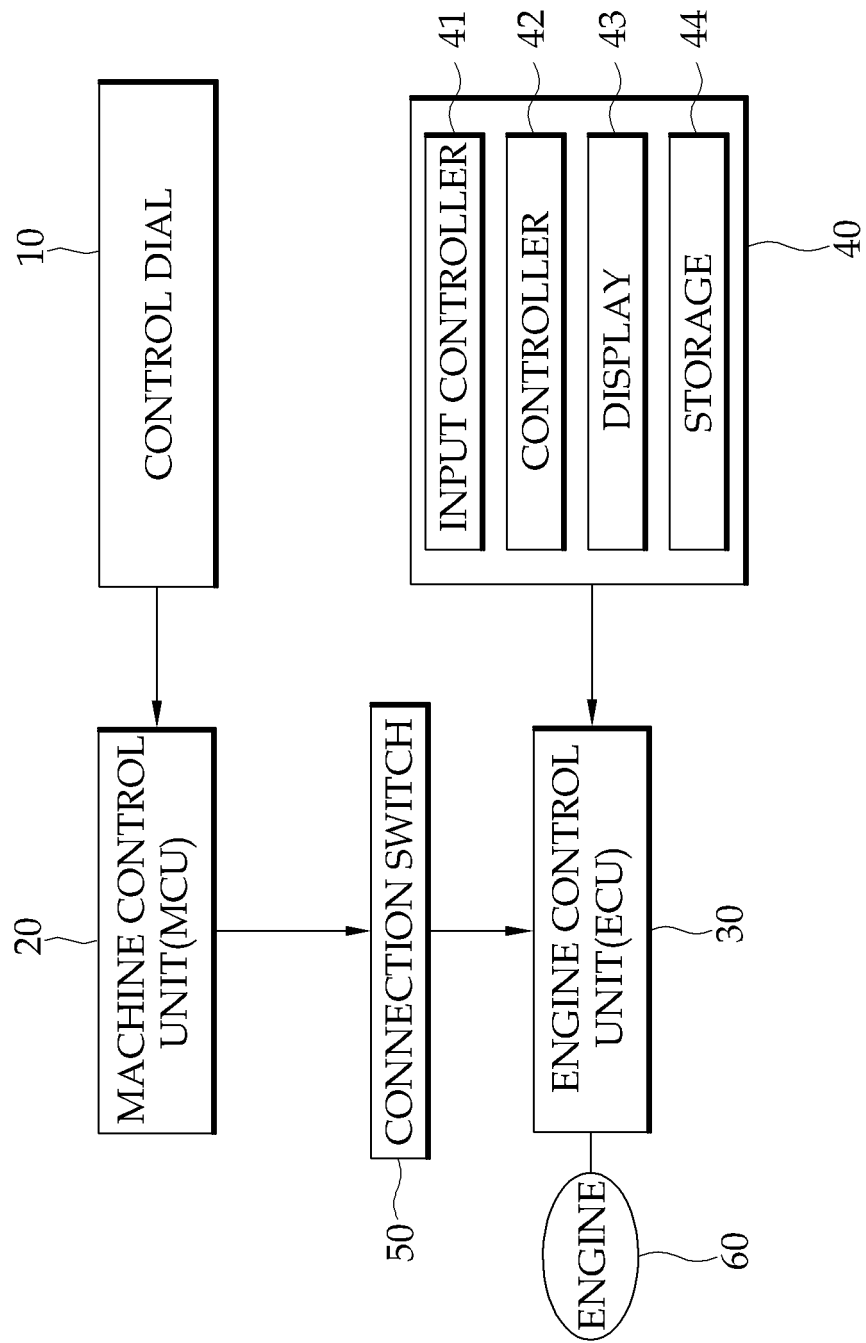 20
10
MACHINE CONTROL
UNIT(MCU)
CONTROL DIAL
50
CONNECTION SWITCH
INPUT CONTROLLER
41
CONTROLLER
42
DISPLAY
43
STORAGE
44
ENGINE
ENGINE CONTROL
UNIT(ECU)
60
30
40